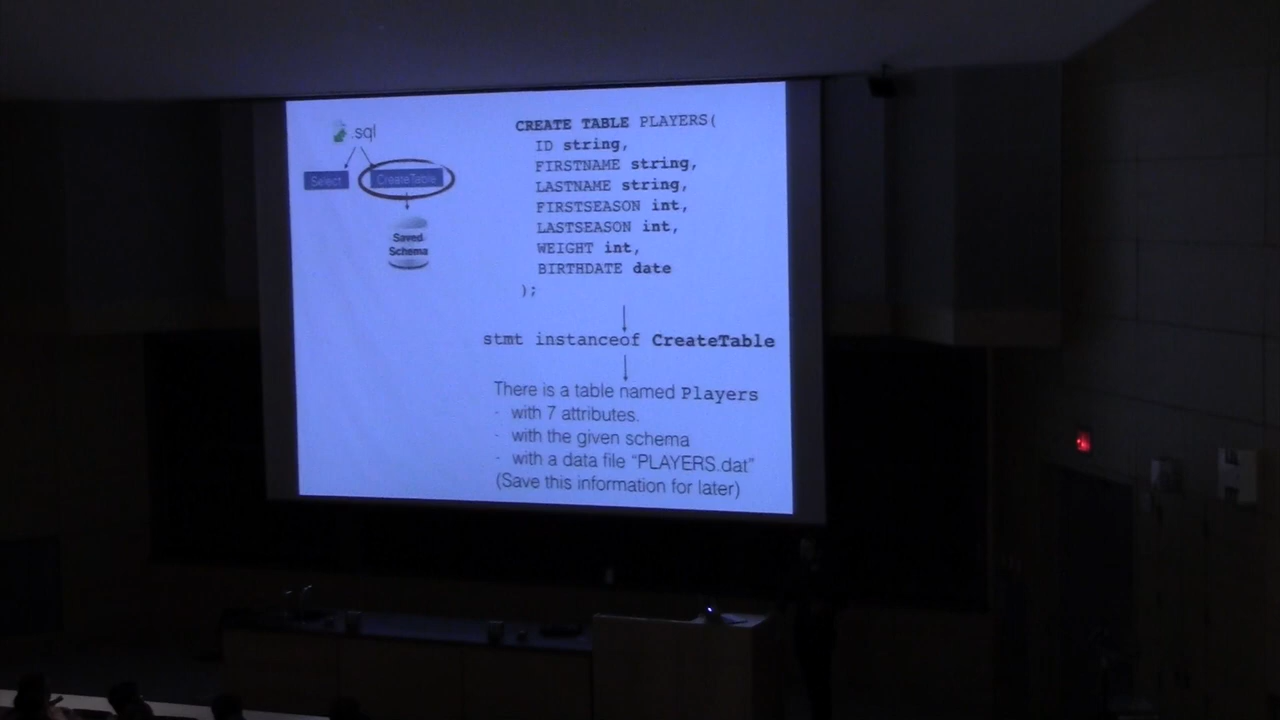 .sql
Select
CreateTable
Saved
Schema
CREATE TABLE PLAYERS(
ID string,
FIRSTNAME string,
LASTNAME string,
FIRSTSEASON int,
LASTSEASON int,
WEIGHT int,
BIRTHDATE date
);
stmt instanceof CreateTable
There is a table named Players
- with 7 attributes.
- with the given schema
- with a data file “PLAYERS.dat”
(Save this information for later)